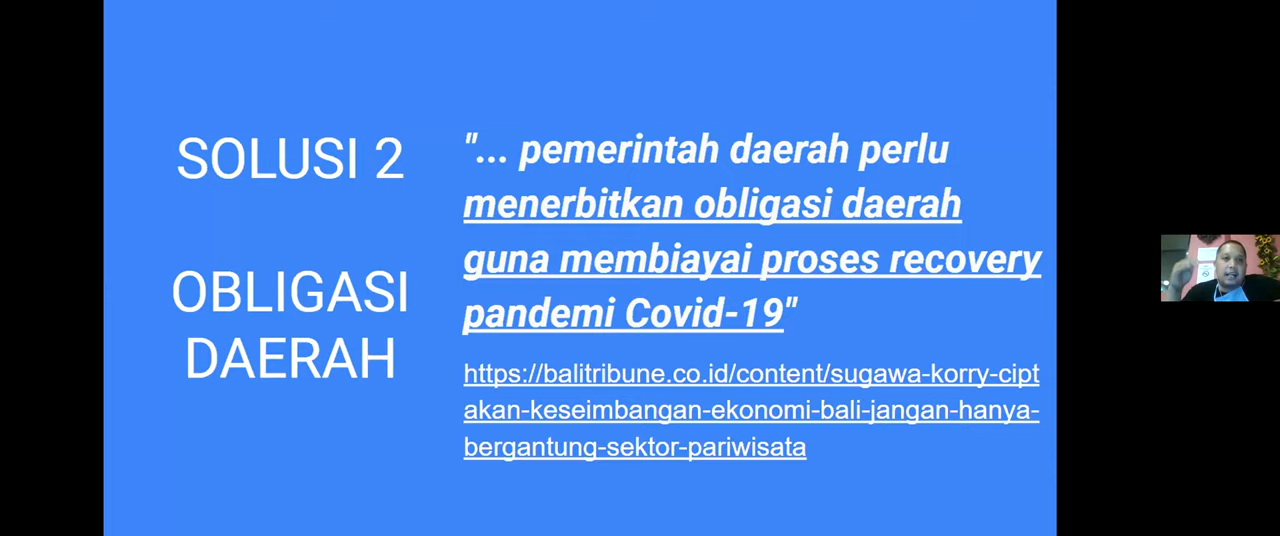 SOLUSI 2
OBLIGASI
DAERAH
"... pemerintah daerah perlu
menerbitkan obligasi daerah
guna membiayai proses recovery
pandemi Covid-19"
https://balitribune.co.id/content/sugawa-korry-cipt
akan-keseimbangan-ekonomi-bali-jangan-hanya-
bergantung-sektor-pariwisata